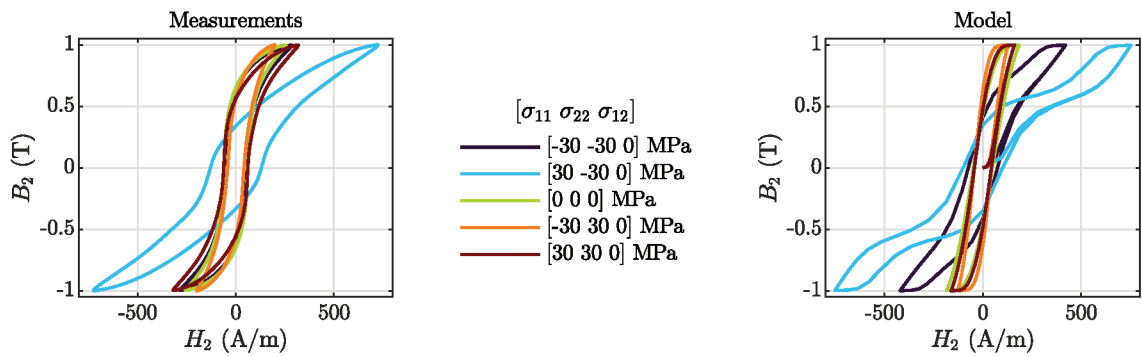 Measurements
1
0.5
0
-0.5
-1
B2 (T)
-500 0 500
H2 (A/m)
[σ11 σ22 σ12]
[-30 -30 0] MPa
[30 -30 0] MPa
[0 0 0] MPa
[-30 30 0] MPa
[30 30 0] MPa
Model
1
0.5
0
-0.5
-1
B2 (T)
-500 0 500
H2 (A/m)